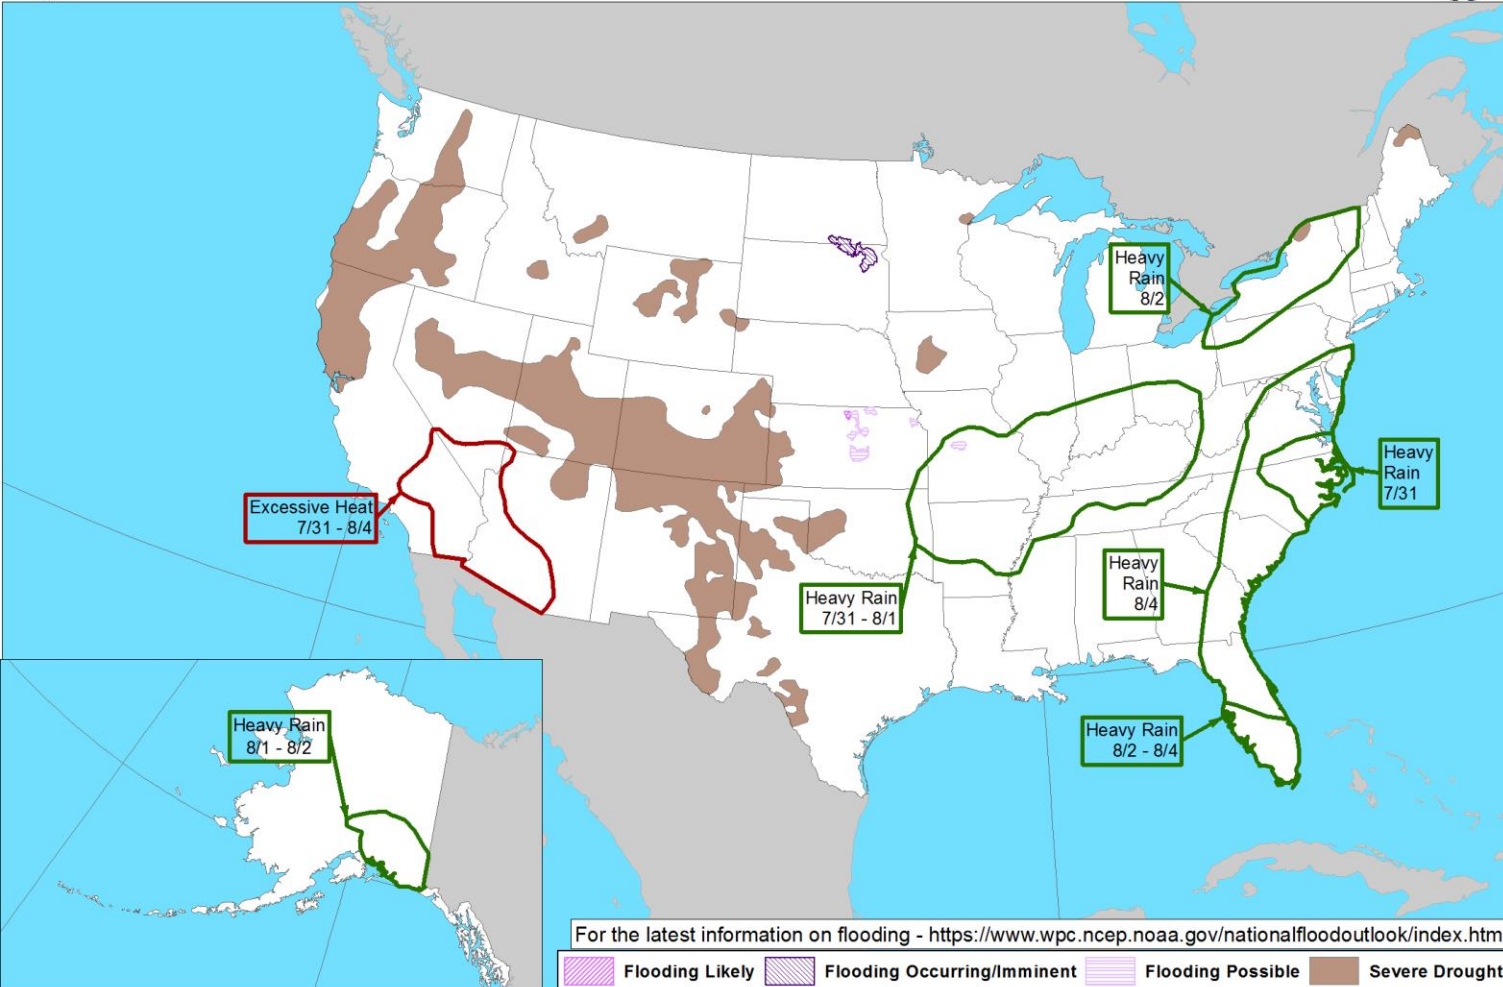 Heavy
Rain
8/2
Heavy
Rain
7/31
Excessive Heat
7/31 - 8/4
Heavy
Rain
8/4
Heavy Rain
7/31 - 8/1
Heavy Rain
8/1 - 8/2
Heavy Rain
8/2 - 8/4
For the latest information on flooding - https://www.wpc.ncep.noaa.gov/nationalfloodoutlook/index.htm
Flooding Likely
Flooding Occurring/Imminent
Flooding Possible
Severe Drought